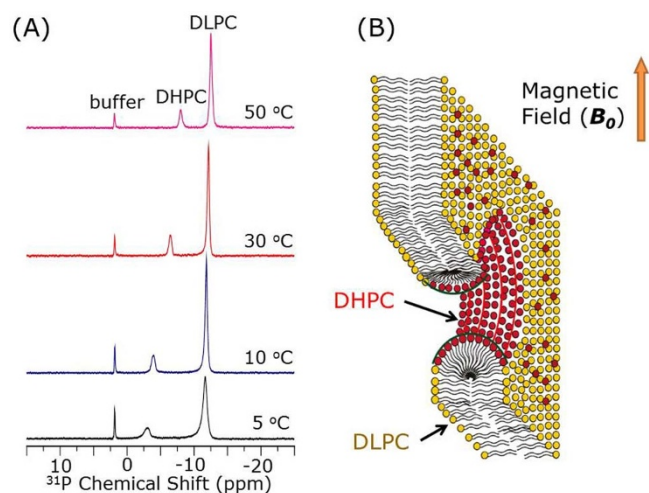 (A)
DLPC
buffer
DHPC
50 °C
30 °C
10 °C
5 °C
10 0 -10 -20
³¹P Chemical Shift (ppm)
(B)
Magnetic
Field (B₀)
DHPC
DLPC